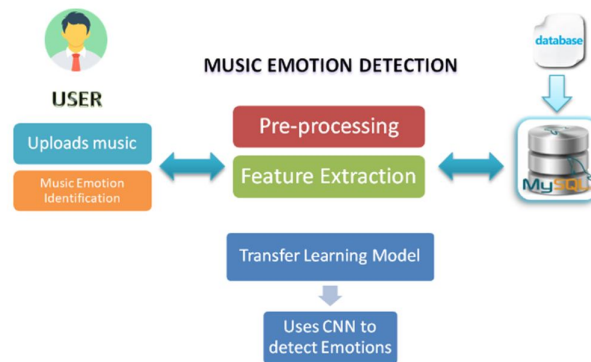 database
MUSIC EMOTION DETECTION
USER
Uploads music
Music Emotion
Identification
Pre-processing
Feature Extraction
MySQL
Transfer Learning Model
Uses CNN to
detect Emotions